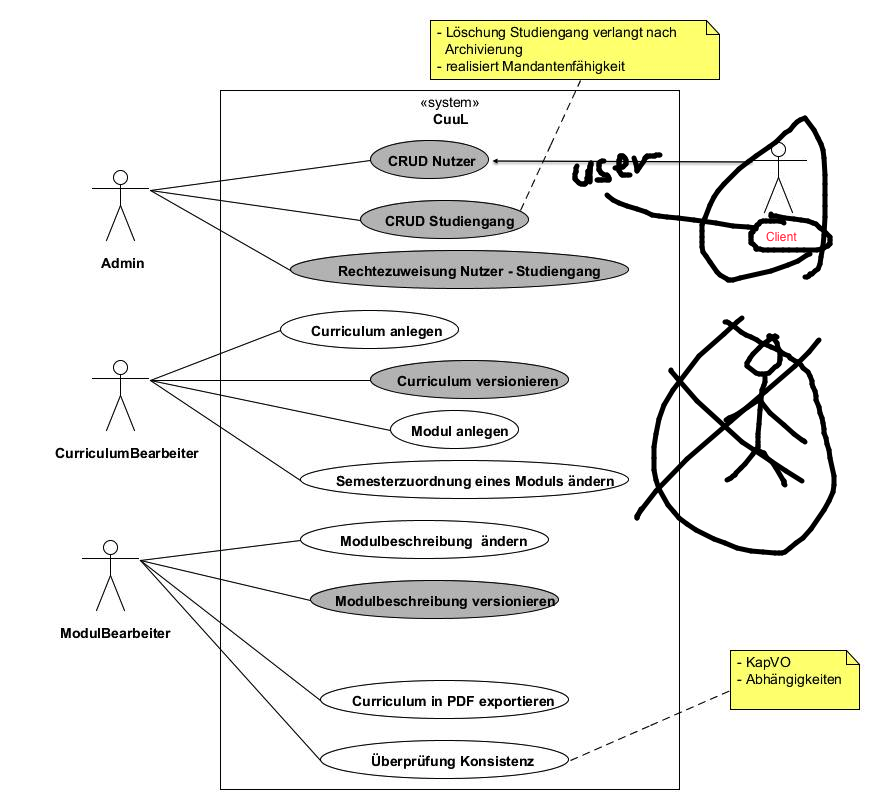 - Löschung Studiengang verlangt nach
Archivierung
- realisiert Mandantenfähigkeit
«system»
CuuL
CRUD Nutzer
user
CRUD Studiengang
Client
Admin
Rechtezuweisung Nutzer - Studiengang
Curriculum anlegen
Curriculum versionieren
Modul anlegen
CurriculumBearbeiter
Semesterzuordnung eines Moduls ändern
Modulbeschreibung ändern
Modulbeschreibung versionieren
ModulBearbeiter
- KapVO
- Abhängigkeiten
Curriculum in PDF exportieren
Überprüfung Konsistenz